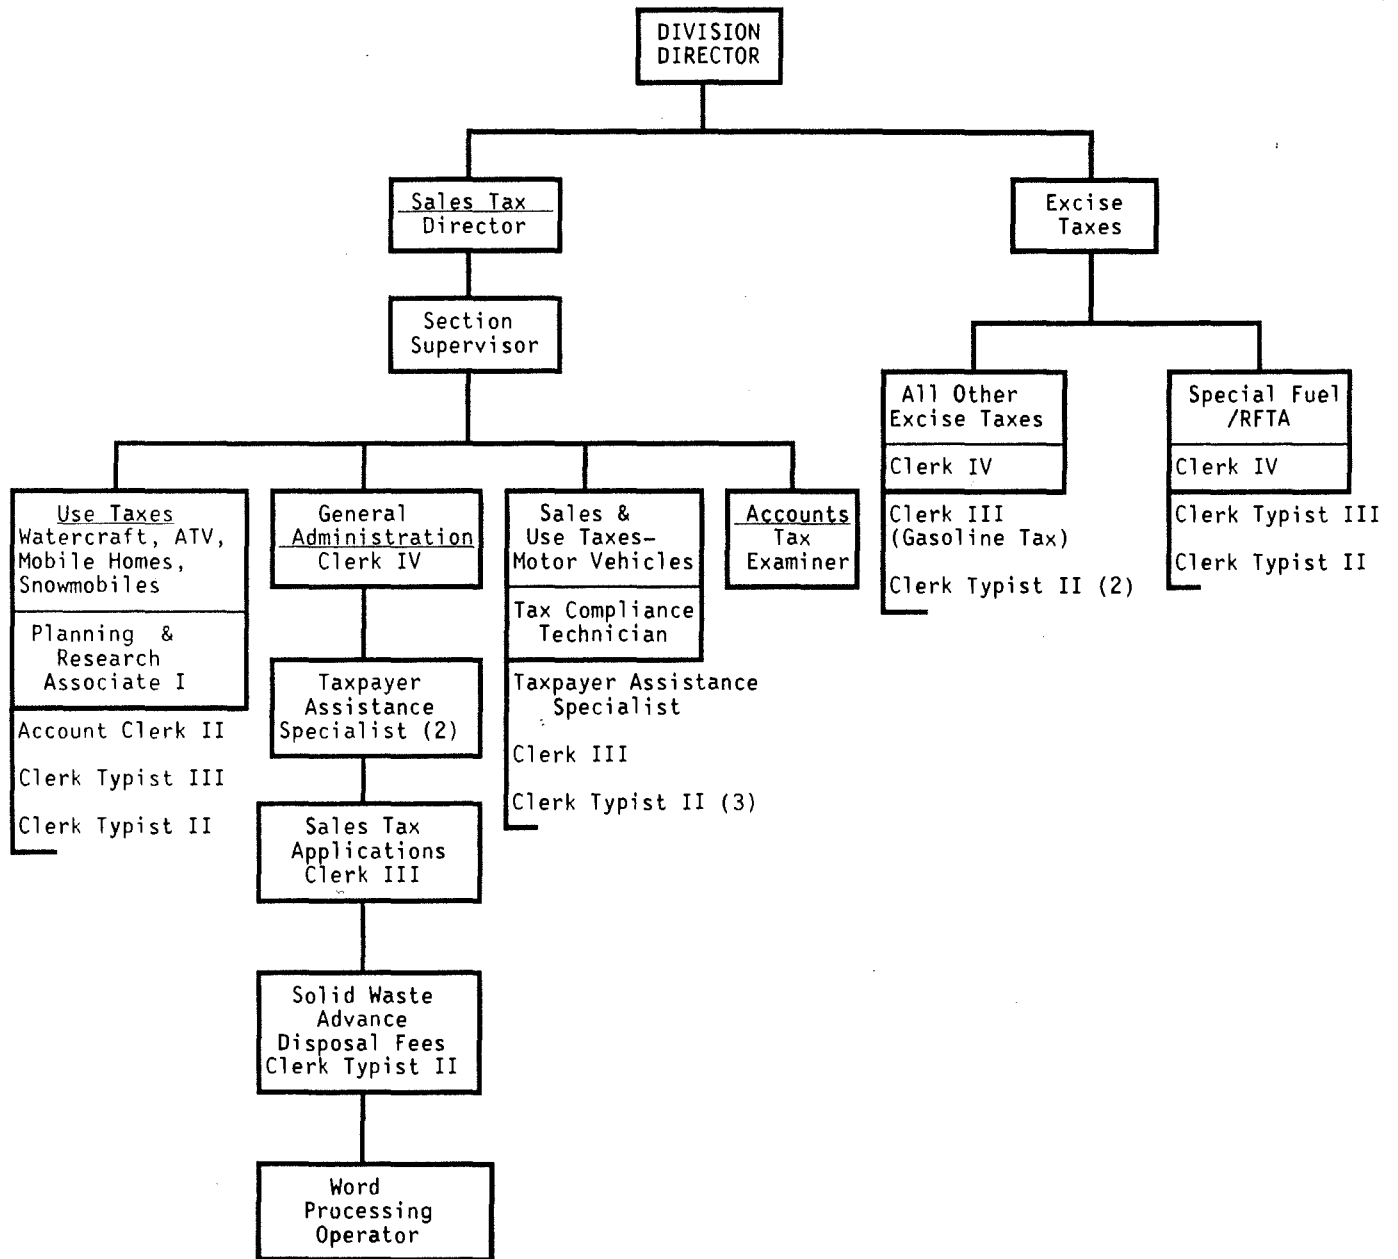 DIVISION
DIRECTOR
Sales Tax
Director
Excise
Taxes
Section
Supervisor
All Other
Excise Taxes
Clerk IV
Clerk III
(Gasoline Tax)
Clerk Typist II (2)
Special Fuel
/RFTA
Clerk IV
Clerk Typist III
Clerk Typist II
Use Taxes
Watercraft, ATV,
Mobile Homes,
Snowmobiles
Planning &
Research
Associate I
Account Clerk II
Clerk Typist III
Clerk Typist II
General
Administration
Clerk IV
Taxpayer
Assistance
Specialist (2)
Sales Tax
Applications
Clerk III
Solid Waste
Advance
Disposal Fees
Clerk Typist II
Word
Processing
Operator
Sales &
Use Taxes—
Motor Vehicles
Tax Compliance
Technician
Taxpayer Assistance
Specialist
Clerk III
Clerk Typist II (3)
Accounts
Tax
Examiner